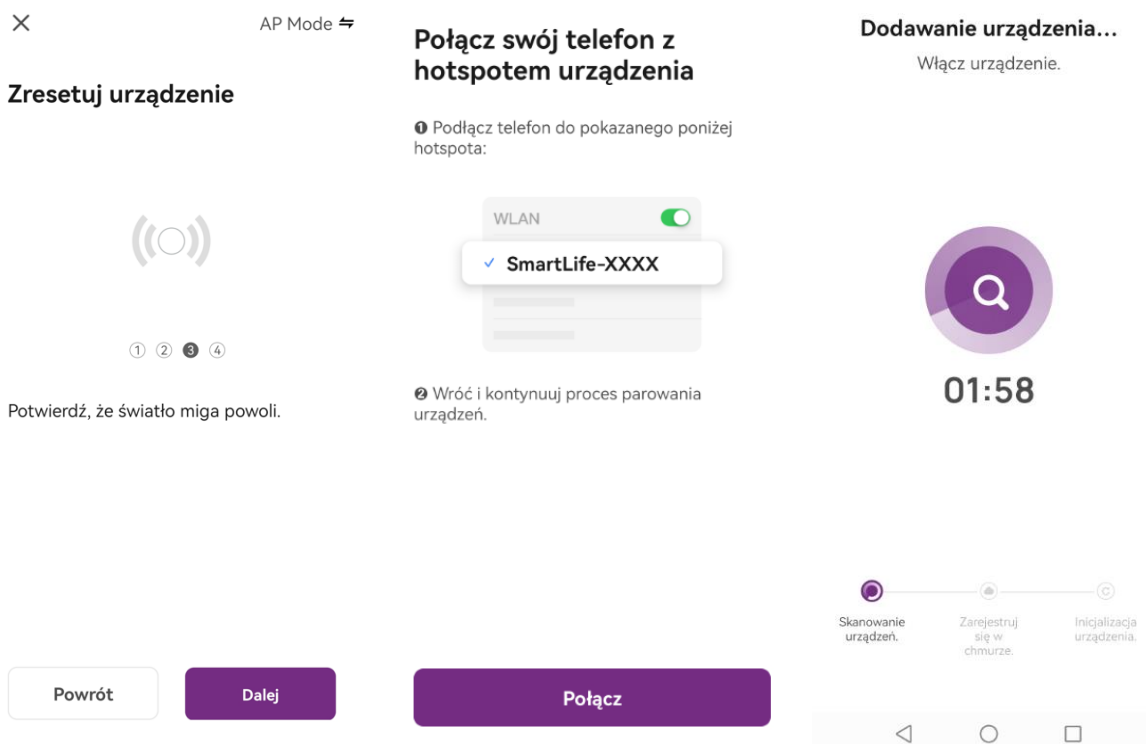 AP Mode
Zresetuj urządzenie
1 2 3 4
Potwierdź, że światło miga powoli.
Powrót
Dalej
Połącz swój telefon z
hotspotem urządzenia
❶ Podłącz telefon do pokazanego poniżej
hotspota:
WLAN
SmartLife-XXXX
❷ Wróć i kontynuuj proces parowania
urządzeń.
Połącz
Dodawanie urządzenia...
Włącz urządzenie.
01:58
Skanowanie
urządzeń.
Zarejestruj
się w
chmurze.
Inicjalizacja
urządzenia.